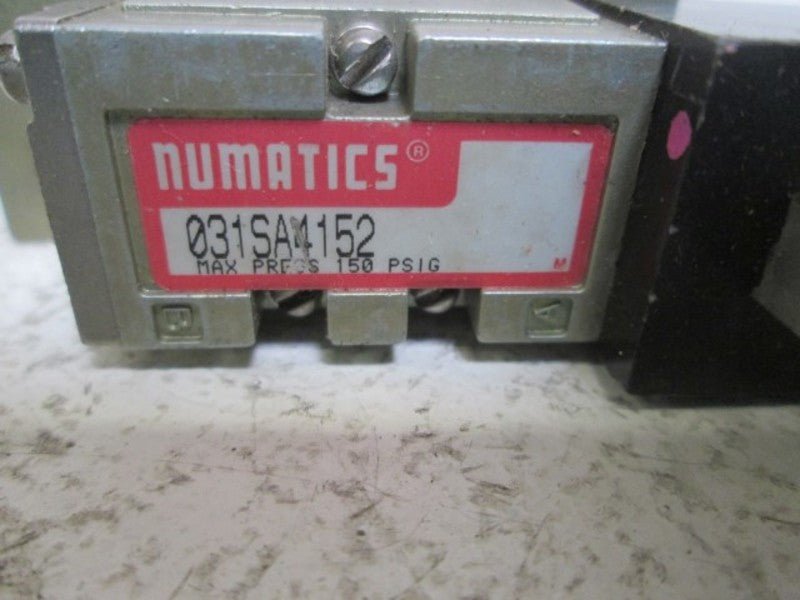 NUMATICS®
031SA4152
MAX PRESS 150 PSIG
M
B
A